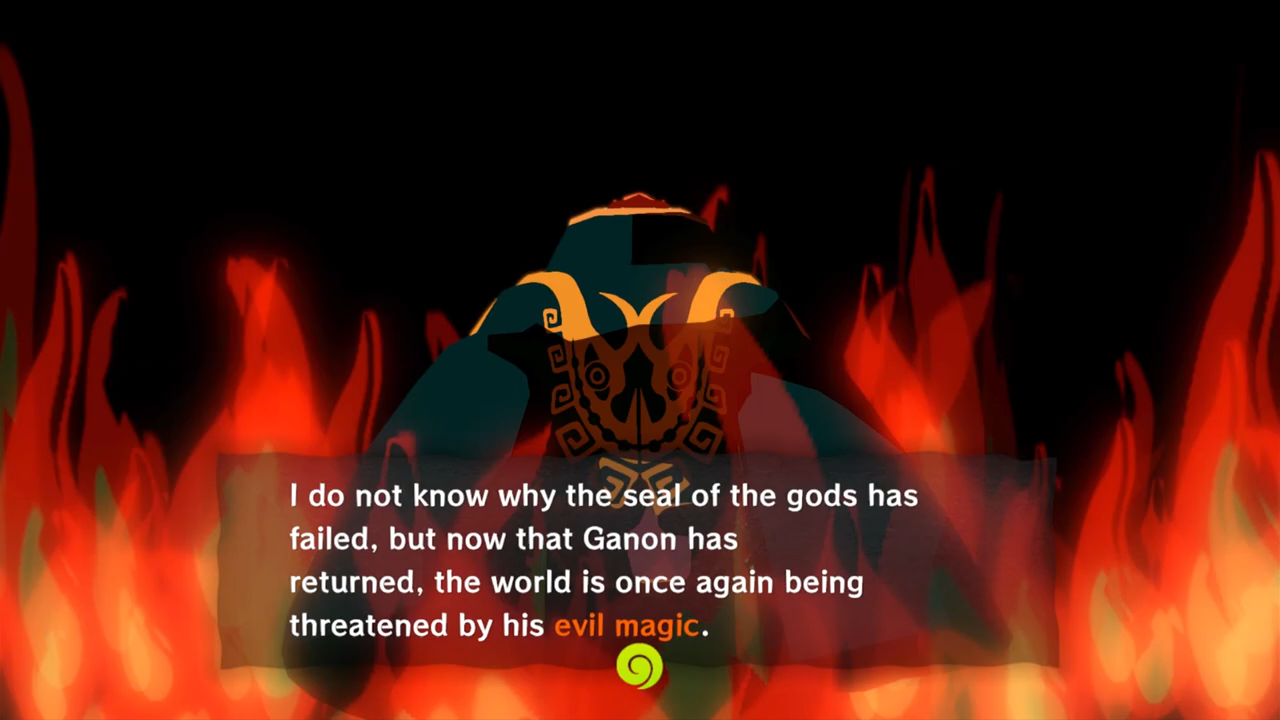 I do not know why the seal of the gods has
failed, but now that Ganon has
returned, the world is once again being
threatened by his evil magic.